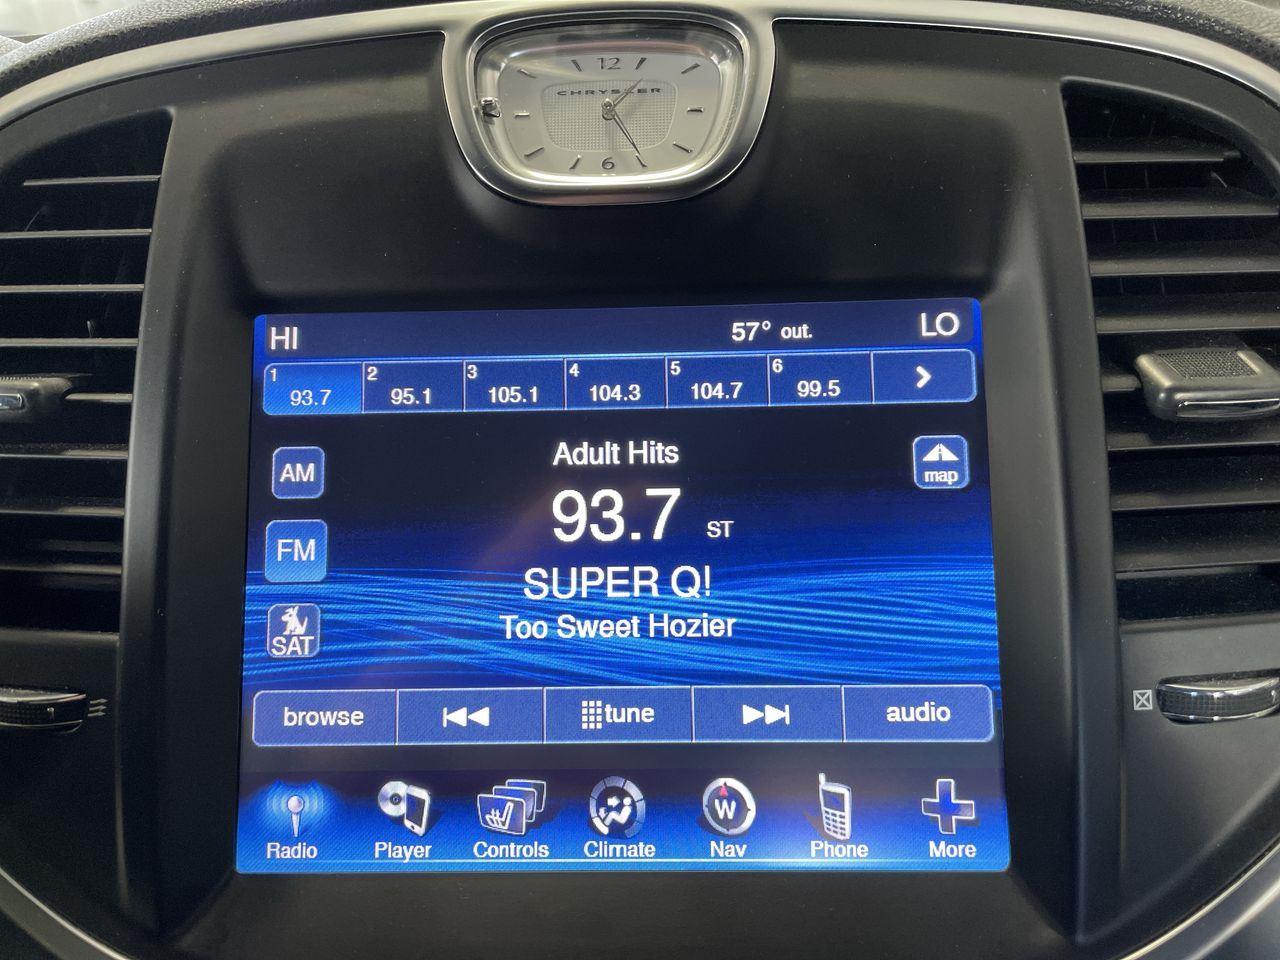 12
CHRYSLER
6
HI 57° out. LO
1 93.7 2 95.1 3 105.1 4 104.3 5 104.7 6 99.5
Adult Hits
AM
map
93.7 ST
FM
SUPER Q!
Too Sweet Hozier
SAT
browse tune audio
W
Radio Player Controls Climate Nav Phone More